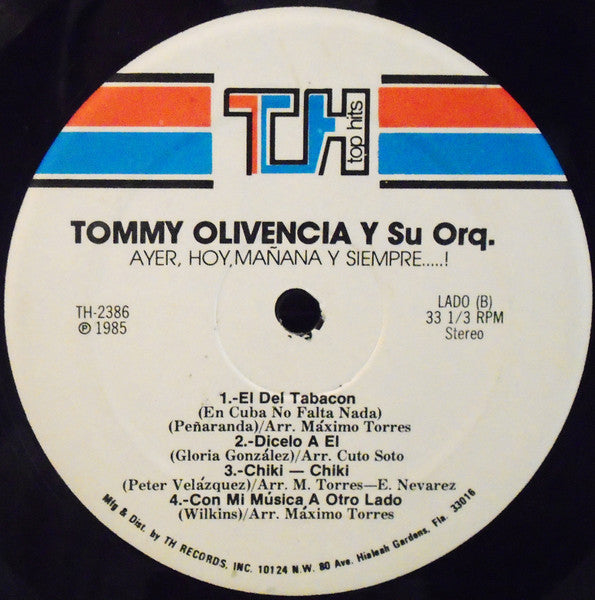 TH
top hits
TOMMY OLIVENCIA Y Su Orq.
AYER, HOY, MAÑANA Y SIEMPRE.....!
TH-2386
℗ 1985
LADO (B)
33 1/3 RPM
Stereo
1.-El Del Tabacon
(En Cuba No Falta Nada)
(Peñaranda)/Arr. Máximo Torres
2.-Dicelo A El
(Gloria González)/Arr. Cuto Soto
3.-Chiki — Chiki
(Peter Velázquez)/Arr. M. Torres—E. Nevarez
4.-Con Mi Música A Otro Lado
(Wilkins)/Arr. Máximo Torres
Mfg & Dist. by TH RECORDS, INC. 10124 N.W. 80 Ave. Hialeah Gardens, Fla. 33016